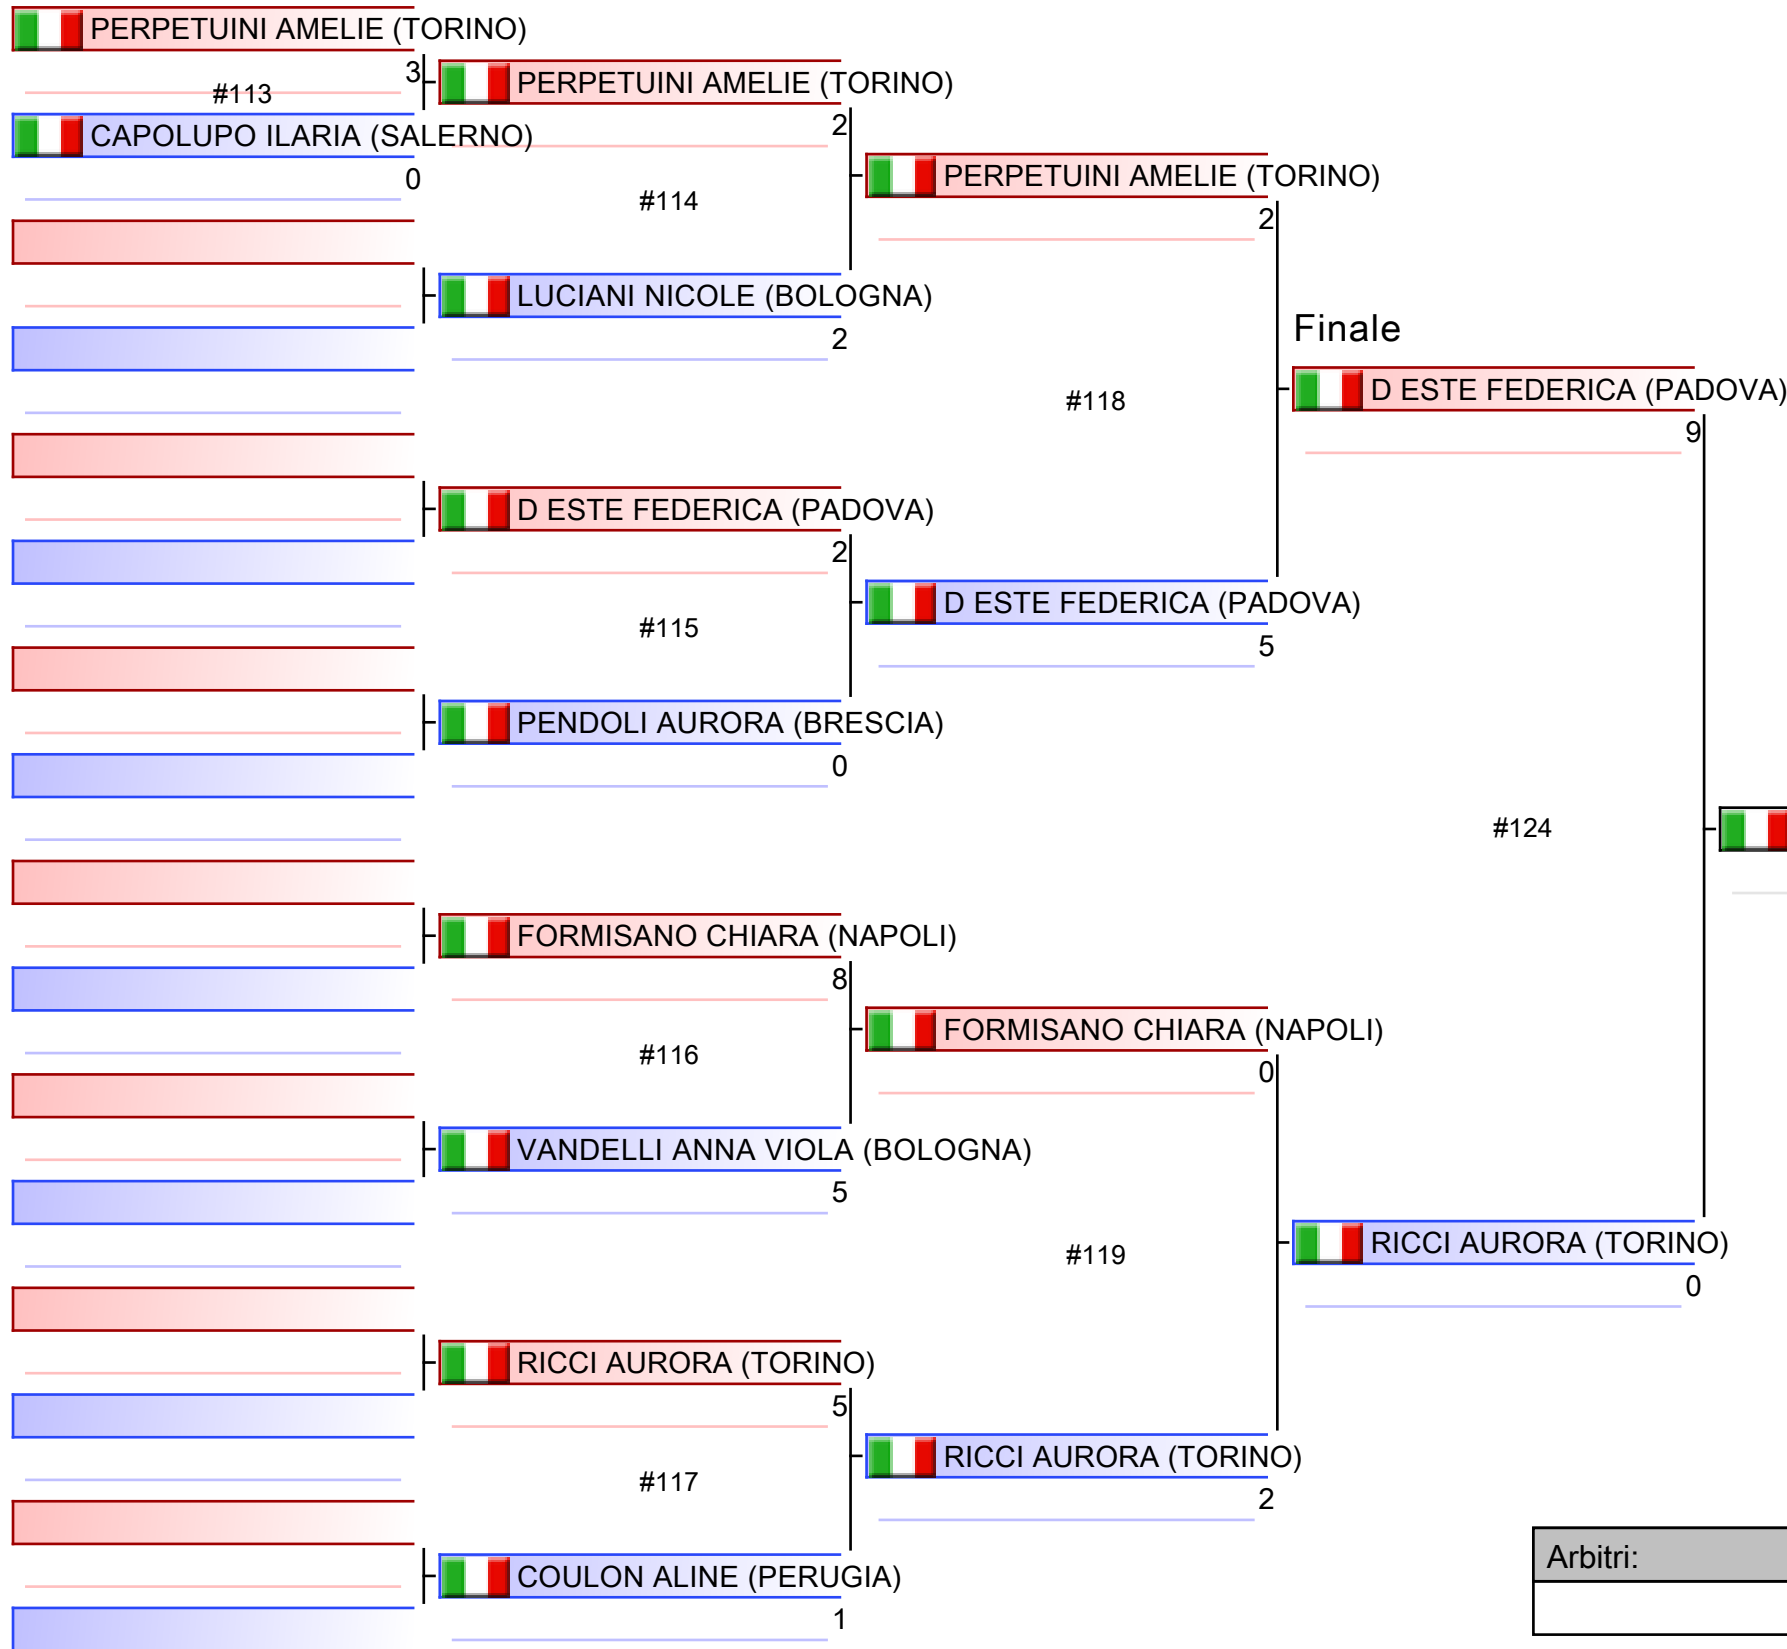 PERPETUINI AMELIE (TORINO)
3
#113
CAPOLUPO ILARIA (SALERNO)
0
PERPETUINI AMELIE (TORINO)
2
#114
LUCIANI NICOLE (BOLOGNA)
2
D ESTE FEDERICA (PADOVA)
2
#115
PENDOLI AURORA (BRESCIA)
0
FORMISANO CHIARA (NAPOLI)
8
#116
VANDELLI ANNA VIOLA (BOLOGNA)
5
RICCI AURORA (TORINO)
5
#117
COULON ALINE (PERUGIA)
1
PERPETUINI AMELIE (TORINO)
2
#118
D ESTE FEDERICA (PADOVA)
5
FORMISANO CHIARA (NAPOLI)
0
#119
RICCI AURORA (TORINO)
2
Finale
D ESTE FEDERICA (PADOVA)
9
#124
RICCI AURORA (TORINO)
0
Arbitri: